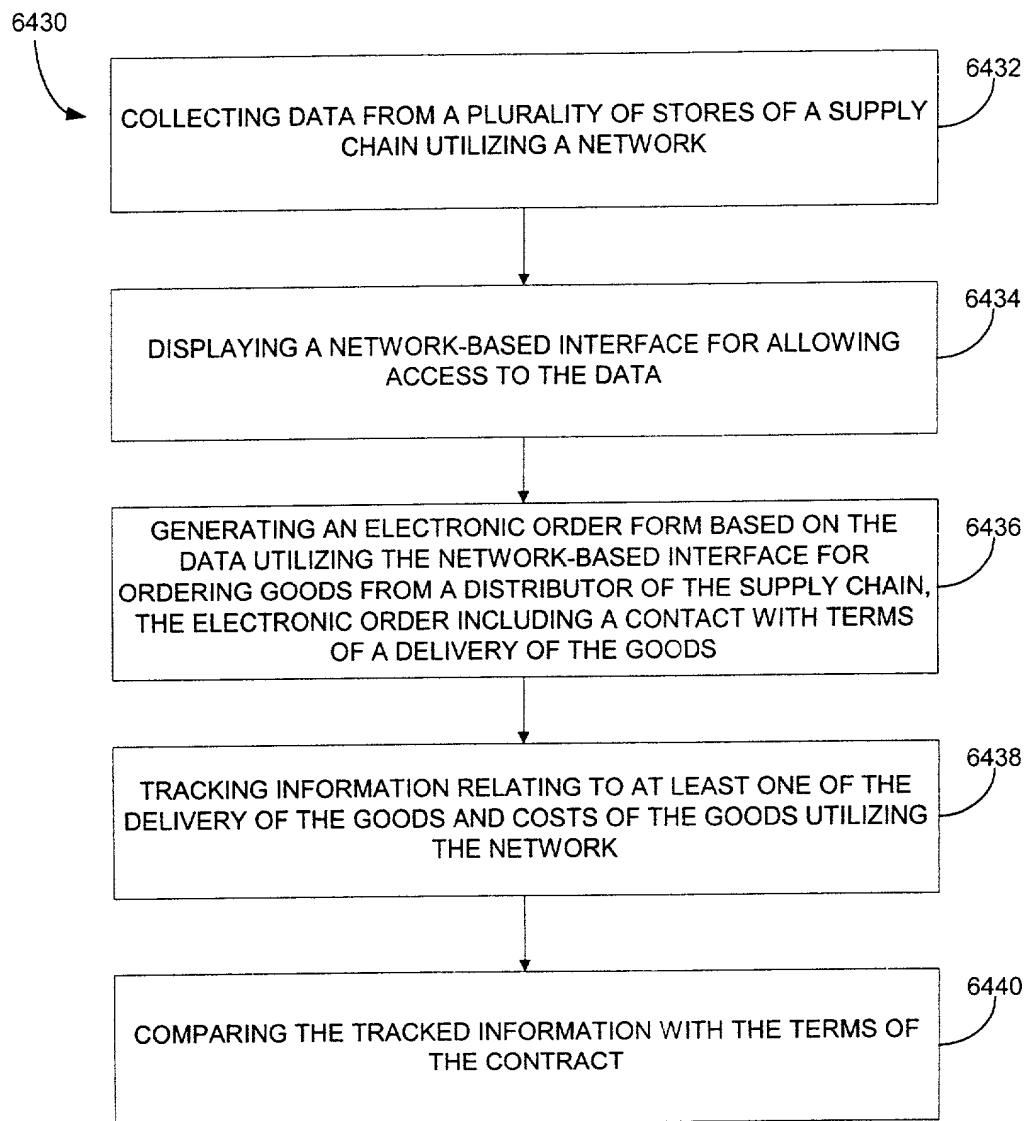 6430
6432
COLLECTING DATA FROM A PLURALITY OF STORES OF A SUPPLY
CHAIN UTILIZING A NETWORK
6434
DISPLAYING A NETWORK-BASED INTERFACE FOR ALLOWING
ACCESS TO THE DATA
6436
GENERATING AN ELECTRONIC ORDER FORM BASED ON THE
DATA UTILIZING THE NETWORK-BASED INTERFACE FOR
ORDERING GOODS FROM A DISTRIBUTOR OF THE SUPPLY CHAIN,
THE ELECTRONIC ORDER INCLUDING A CONTACT WITH TERMS
OF A DELIVERY OF THE GOODS
6438
TRACKING INFORMATION RELATING TO AT LEAST ONE OF THE
DELIVERY OF THE GOODS AND COSTS OF THE GOODS UTILIZING
THE NETWORK
6440
COMPARING THE TRACKED INFORMATION WITH THE TERMS OF
THE CONTRACT